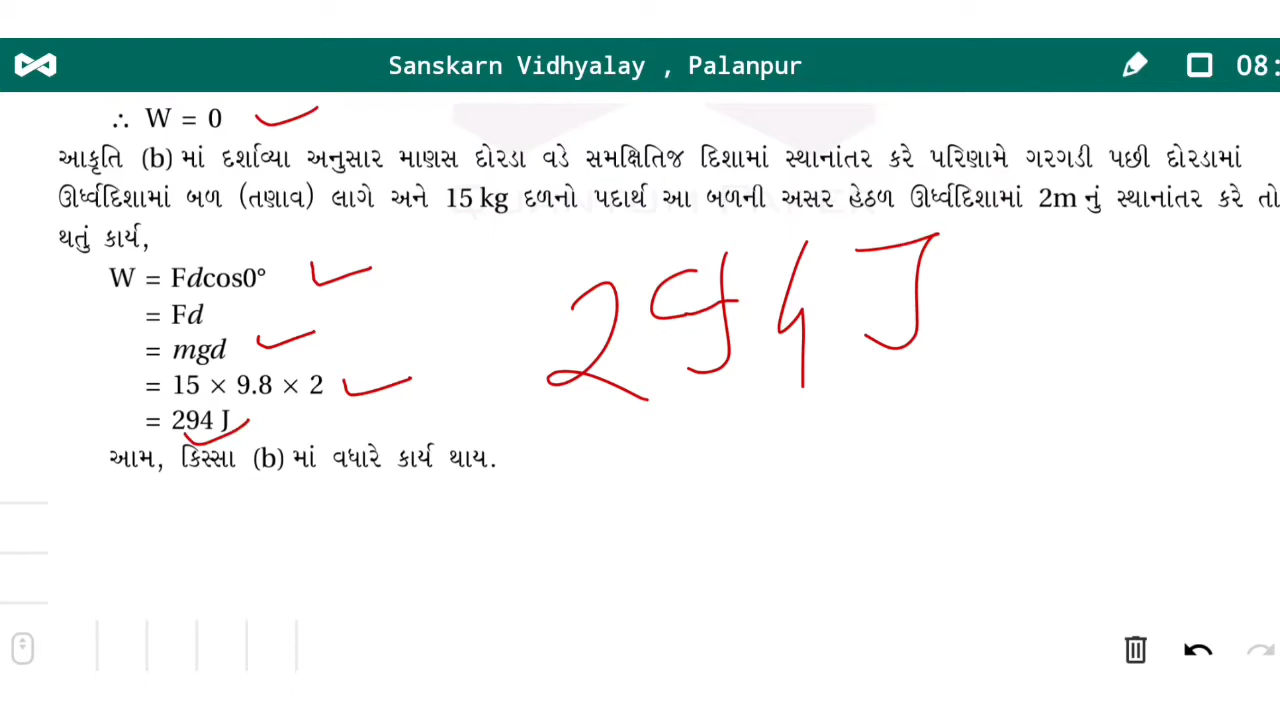 Sanskarn Vidhyalay , Palanpur
08:
∴ W = 0
આકૃતિ (b) માં દર્શાવ્યા અનુસાર માણસ દોરડા વડે સમક્ષિતિજ દિશામાં સ્થાનાંતર કરે પરિણામે ગરગડી પછી દોરડામાં
ઊર્ધ્વદિશામાં બળ (તણાવ) લાગે અને 15 kg દળનો પદાર્થ આ બળની અસર હેઠળ ઊર્ધ્વદિશામાં 2m નું સ્થાનાંતર કરે તો
થતું કાર્ય,
W = Fdcos0°
= Fd
= mgd
= 15 × 9.8 × 2
= 294 J
294 J
આમ, કિસ્સા (b) માં વધારે કાર્ય થાય.